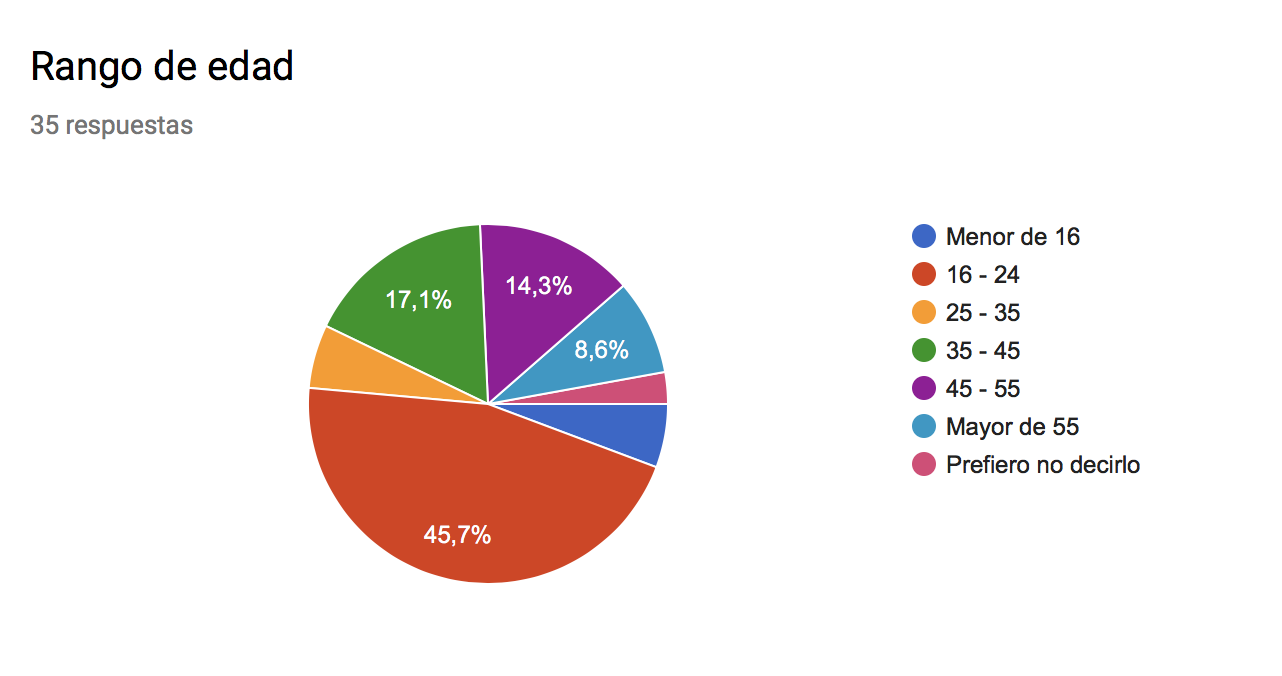 Rango de edad
35 respuestas
17,1%
14,3%
8,6%
45,7%
Menor de 16
16 - 24
25 - 35
35 - 45
45 - 55
Mayor de 55
Prefiero no decirlo